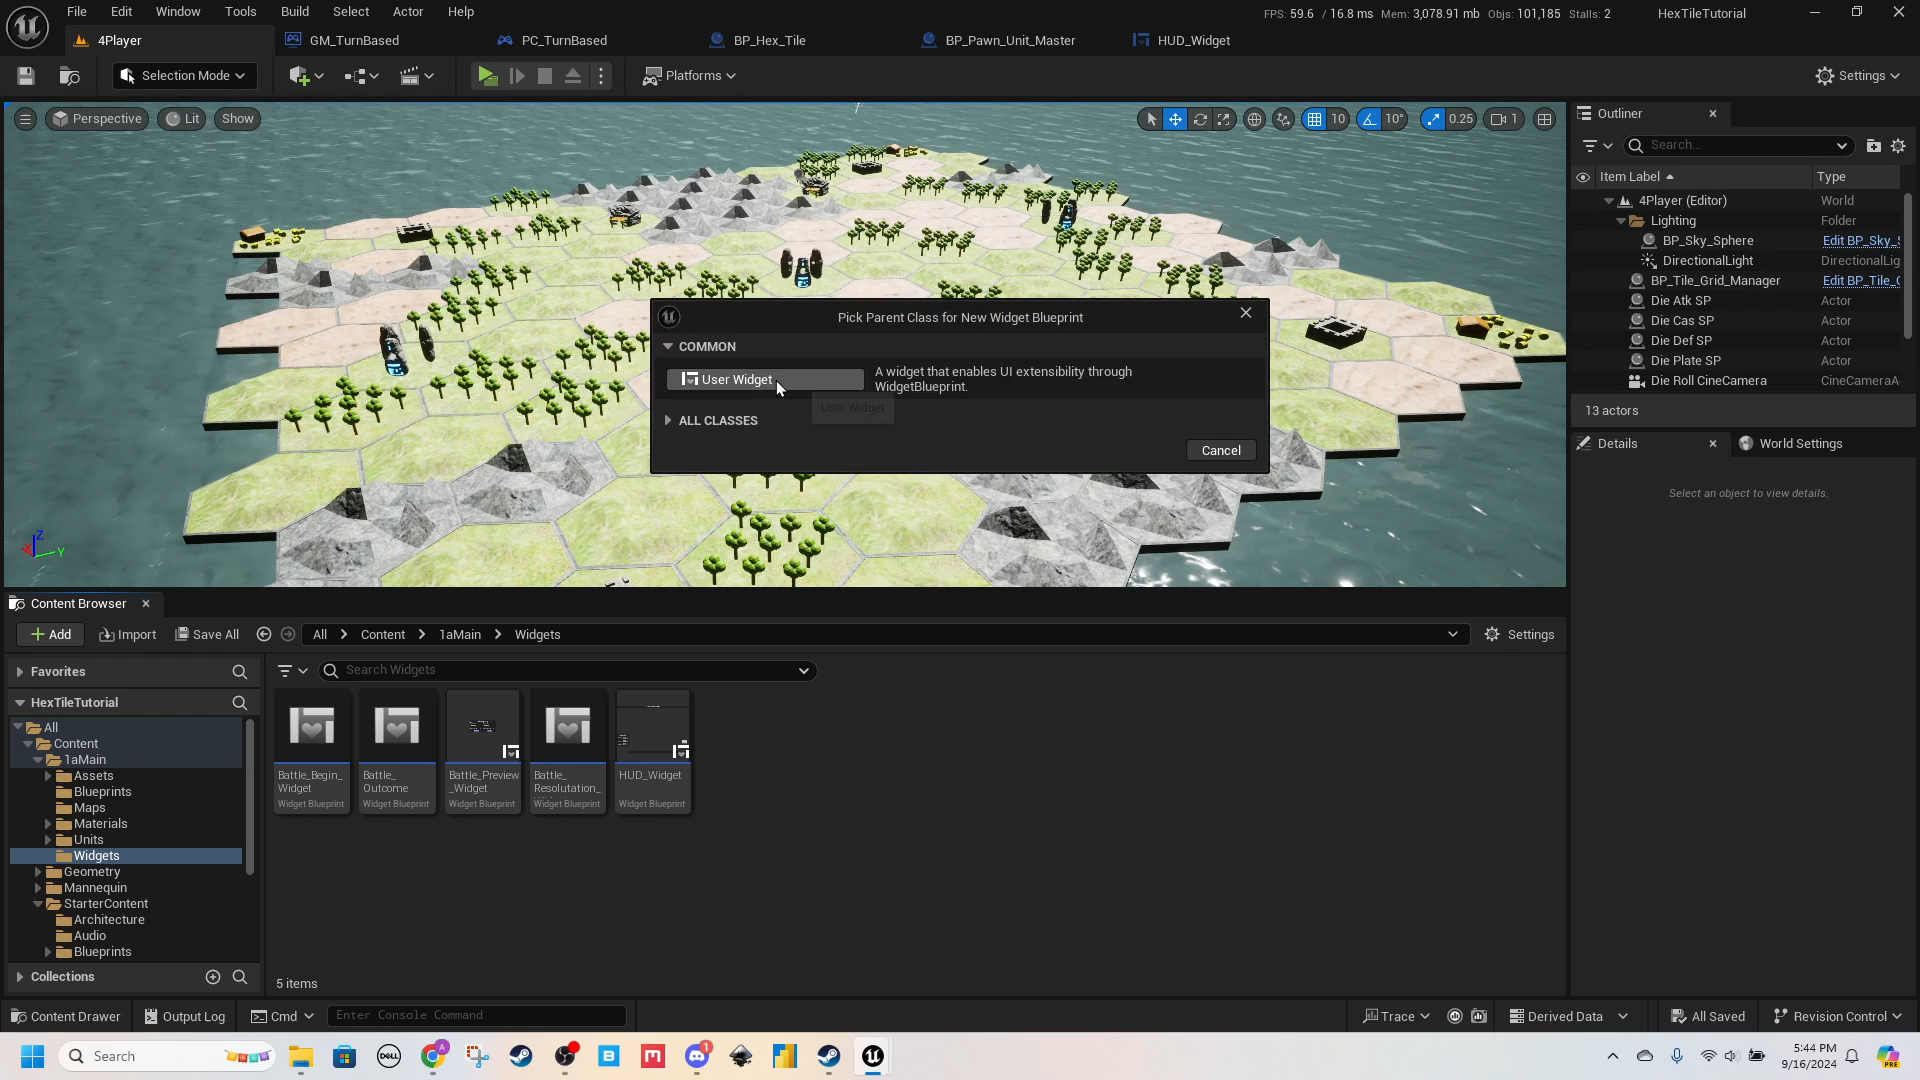 File Edit Window Tools Build Select Actor Help
FPS: 59.6 / 16.8 ms Mem: 3,078.91 mb Objs: 101,185 Stalls: 2
HexTileTutorial
4Player
GM_TurnBased
PC_TurnBased
BP_Hex_Tile
BP_Pawn_Unit_Master
HUD_Widget
Selection Mode
Platforms
Settings
Perspective
Lit
Show
10
10°
0.25
1
Outliner
Search...
Item Label
Type
4Player (Editor) World
Lighting Folder
BP_Sky_Sphere Edit BP_Sky_
DirectionalLight DirectionalLig
BP_Tile_Grid_Manager Edit BP_Tile_
Die Atk SP Actor
Die Cas SP Actor
Die Def SP Actor
Die Plate SP Actor
Die Roll CineCamera CineCameraA
13 actors
Details
World Settings
Select an object to view details.
Pick Parent Class for New Widget Blueprint
COMMON
User Widget
A widget that enables UI extensibility through
WidgetBlueprint.
User Widget
ALL CLASSES
Cancel
Content Browser
Add
Import
Save All
All
Content
1aMain
Widgets
Settings
Favorites
HexTileTutorial
All
Content
1aMain
Assets
Blueprints
Maps
Materials
Units
Widgets
Geometry
Mannequin
StarterContent
Architecture
Audio
Blueprints
Collections
Search Widgets
Battle_Begin_
Widget
Widget Blueprint
Battle_
Outcome
Widget Blueprint
Battle_Preview
_Widget
Widget Blueprint
Battle_
Resolutation_
Widget Blueprint
HUD_Widget
Widget Blueprint
5 items
Content Drawer
Output Log
Cmd
Enter Console Command
Trace
Derived Data
All Saved
Revision Control
Search
DELL
A
1
5:44 PM
9/16/2024
PRE